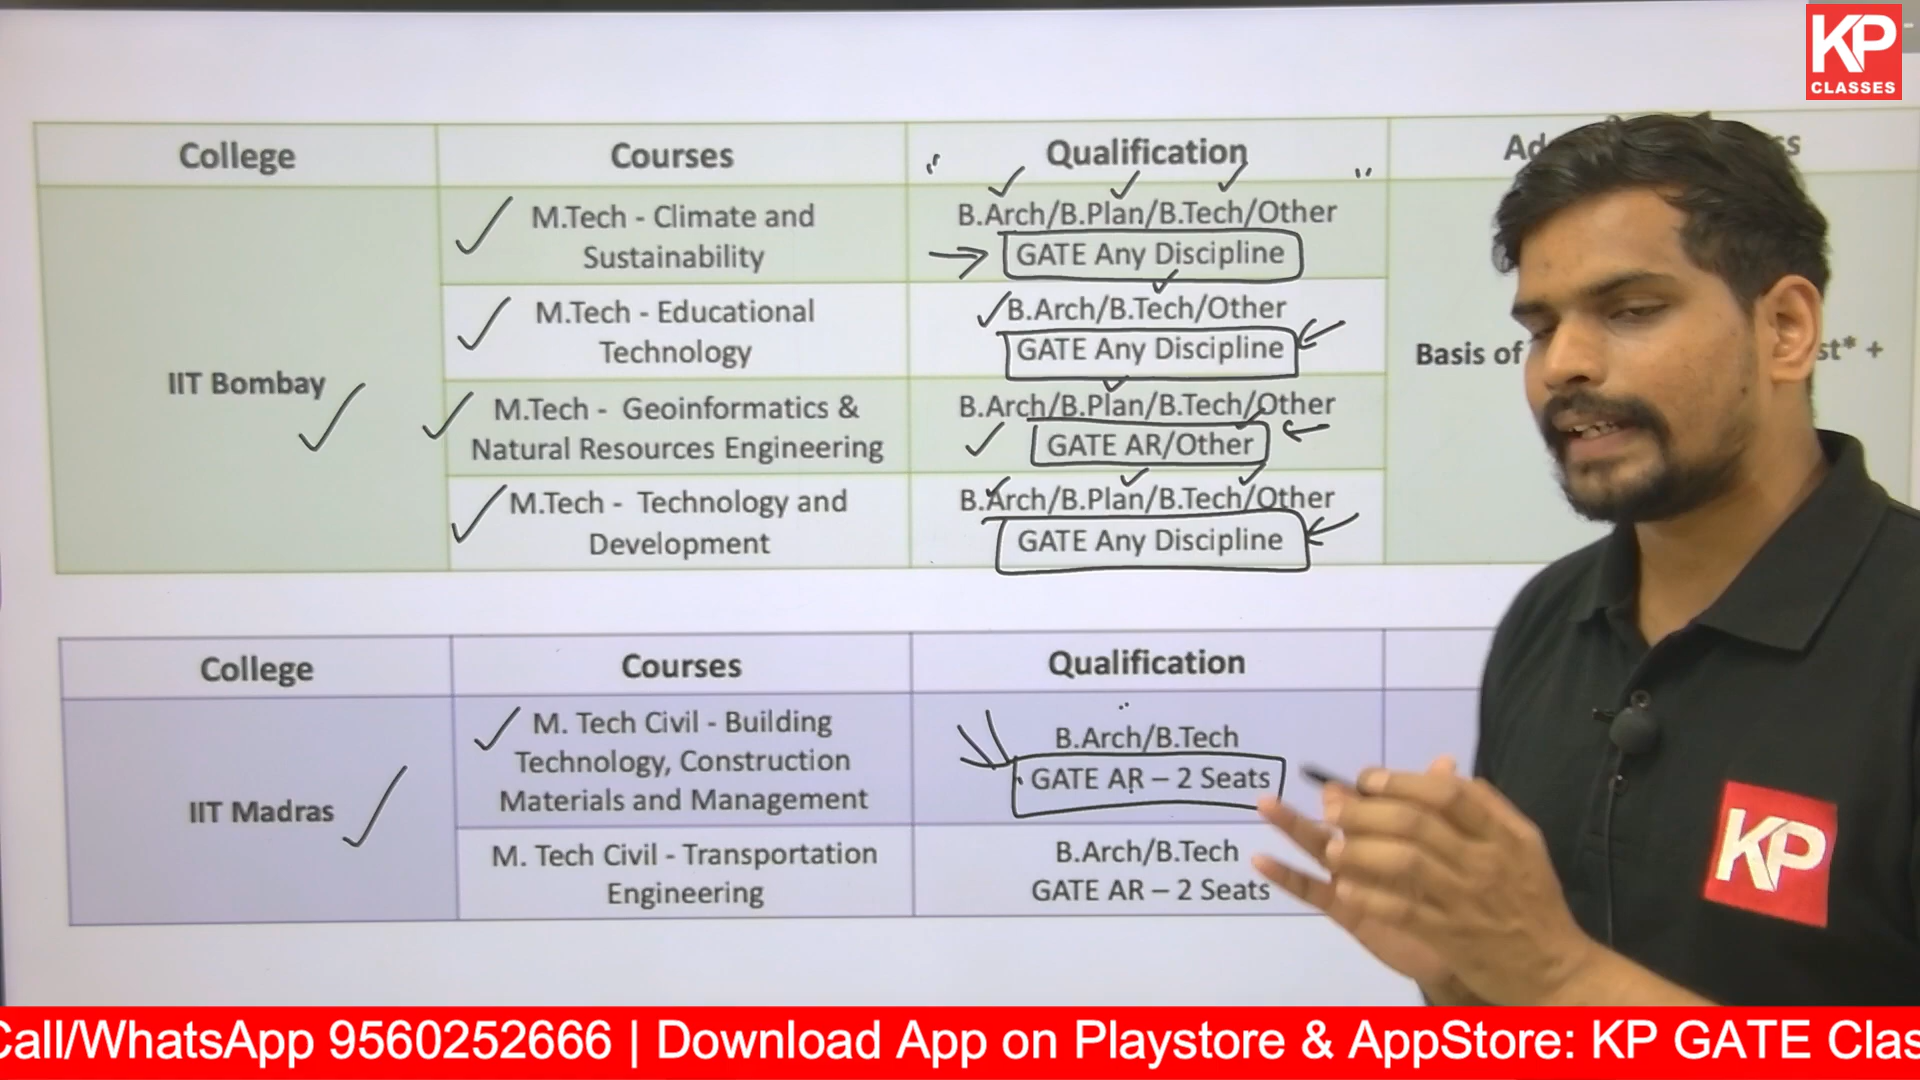 KP
CLASSES
College
Courses
Qualification
IIT Bombay
M.Tech - Climate and
Sustainability
B.Arch/B.Plan/B.Tech/Other
GATE Any Discipline
M.Tech - Educational
Technology
B.Arch/B.Tech/Other
GATE Any Discipline
M.Tech - Geoinformatics &
Natural Resources Engineering
B.Arch/B.Plan/B.Tech/Other
GATE AR/Other
M.Tech - Technology and
Development
B.Arch/B.Plan/B.Tech/Other
GATE Any Discipline
Basis of
College
Courses
Qualification
IIT Madras
M. Tech Civil - Building
Technology, Construction
Materials and Management
B.Arch/B.Tech
GATE AR – 2 Seats
M. Tech Civil - Transportation
Engineering
B.Arch/B.Tech
GATE AR – 2 Seats
KP
Call/WhatsApp 9560252666 | Download App on Playstore & AppStore: KP GATE Clas